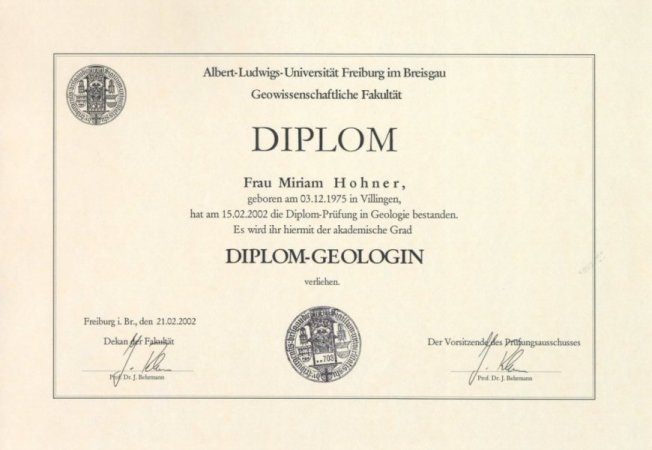 Albert-Ludwigs-Universität Freiburg im Breisgau
Geowissenschaftliche Fakultät
DIPLOM
Frau Miriam Hohner,
geboren am 03.12.1975 in Villingen,
hat am 15.02.2002 die Diplom-Prüfung in Geologie bestanden.
Es wird ihr hiermit der akademische Grad
DIPLOM-GEOLOGIN
verliehen.
Freiburg i. Br., den 21.02.2002
Dekan der Fakultät
Der Vorsitzende des Prüfungsausschusses
Prof. Dr. J. Behrmann
Prof. Dr. J. Behrmann